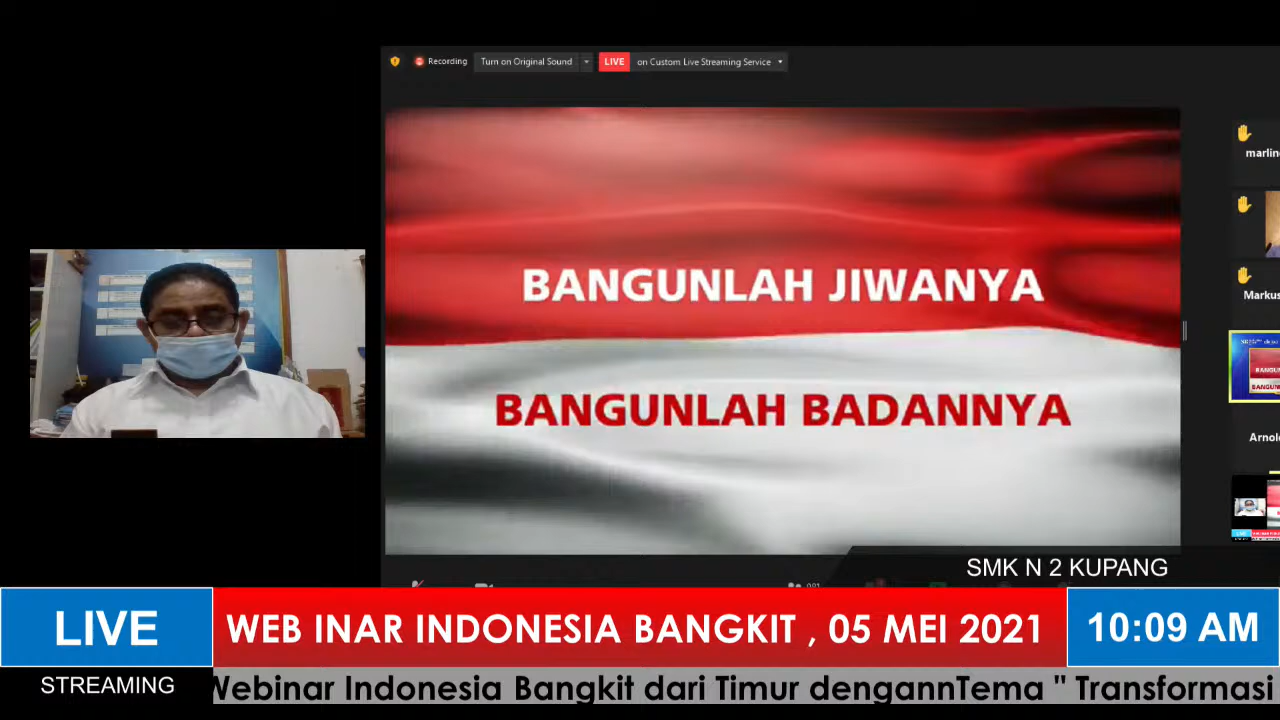 Recording
Turn on Original Sound
LIVE
on Custom Live Streaming Service
marlin
BANGUNLAH JIWANYA
Markus
BANGUNLAH BADANNYA
Arnol
SMK N 2 KUPANG
LIVE
WEB INAR INDONESIA BANGKIT , 05 MEI 2021
10:09 AM
STREAMING
Webinar Indonesia Bangkit dari Timur dengannTema " Transformasi